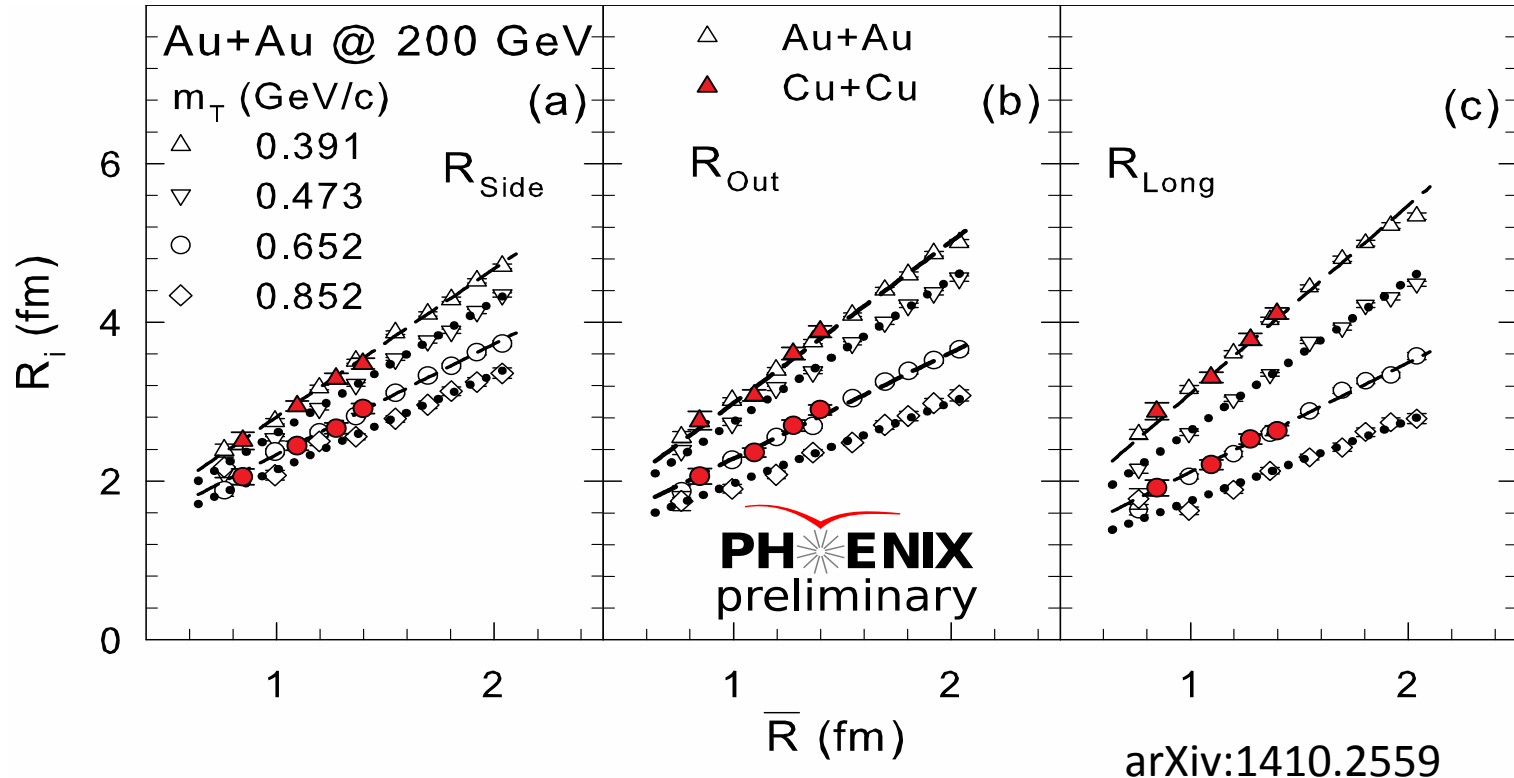 Au+Au @ 200 GeV
m_T (GeV/c)
(a)
△ 0.391
▽ 0.473
○ 0.652
◇ 0.852
R_Side
△ Au+Au
▲ Cu+Cu
(b)
R_Out
(c)
R_Long
R_i (fm)
6
4
2
0
PHENIX
preliminary
1 2
1 2
1 2
R̅ (fm)
arXiv:1410.2559